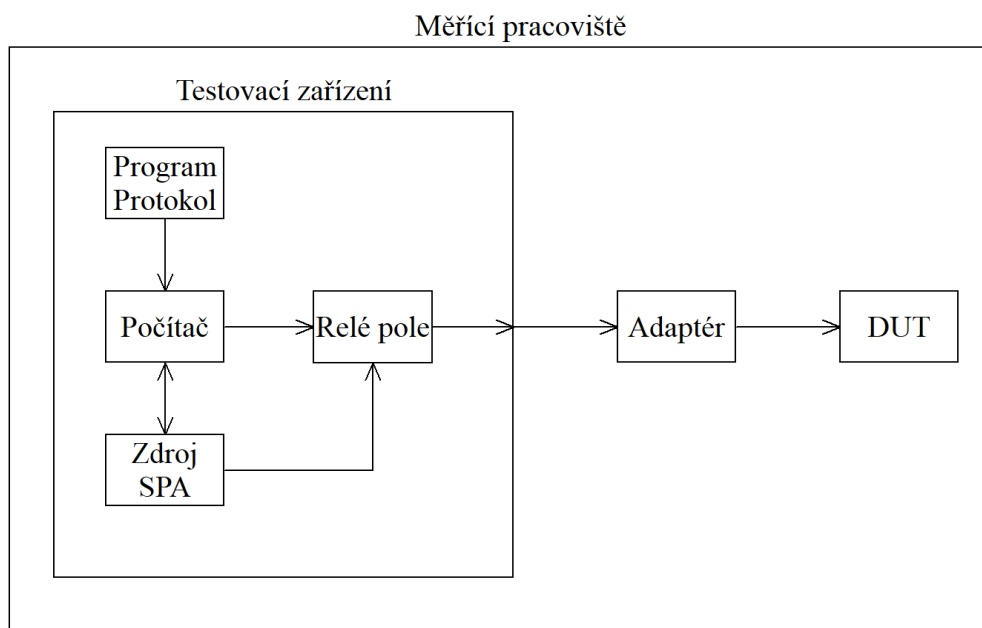 Měřící pracoviště
Testovací zařízení
Program
Protokol
Počítač
Relé pole
Adaptér
DUT
Zdroj
SPA